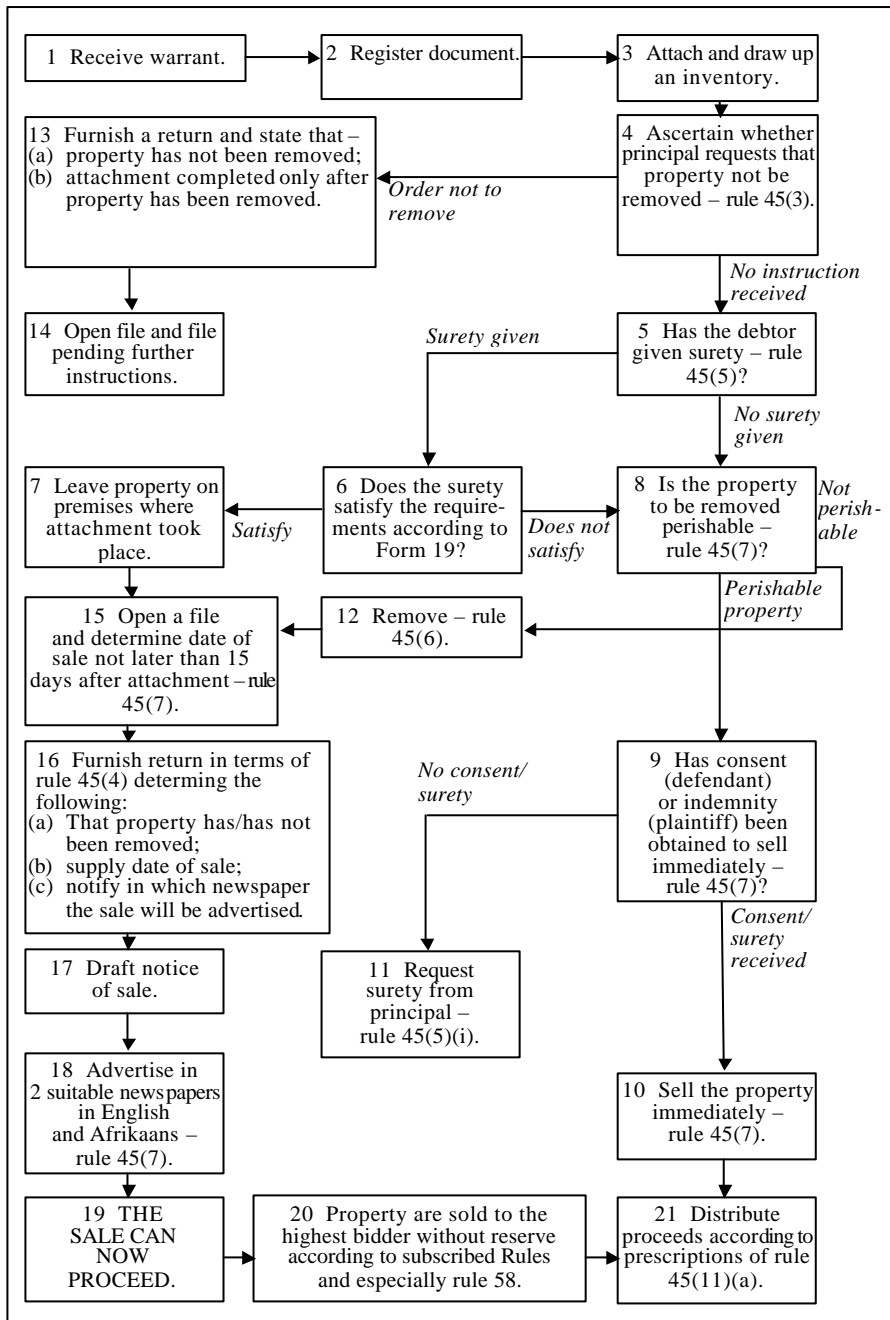 1 Receive warrant.
2 Register document.
3 Attach and draw up
an inventory.
13 Furnish a return and state that –
(a) property has not been removed;
(b) attachment completed only after
property has been removed.
Order not to
remove
4 Ascertain whether
principal requests that
property not be
removed – rule 45(3).
No instruction
received
14 Open file and file
pending further
instructions.
Surety given
5 Has the debtor
given surety – rule
45(5)?
No surety
given
7 Leave property on
premises where
attachment took
place.
Satisfy
6 Does the surety
satisfy the require-
ments according to
Form 19?
Does not
satisfy
8 Is the property
to be removed
perishable –
rule 45(7)?
Not
perish-
able
Perishable
property
15 Open a file
and determine date of
sale not later than 15
days after attachment – rule
45(7).
12 Remove – rule
45(6).
16 Furnish return in terms of
rule 45(4) determining the
following:
(a) That property has/has not
been removed;
(b) supply date of sale;
(c) notify in which newspaper
the sale will be advertised.
No consent/
surety
9 Has consent
(defendant)
or indemnity
(plaintiff) been
obtained to sell
immediately –
rule 45(7)?
Consent/
surety
received
17 Draft notice
of sale.
11 Request
surety from
principal –
rule 45(5)(i).
18 Advertise in
2 suitable newspapers
in English
and Afrikaans –
rule 45(7).
10 Sell the property
immediately –
rule 45(7).
19 THE
SALE CAN
NOW
PROCEED.
20 Property are sold to the
highest bidder without reserve
according to subscribed Rules
and especially rule 58.
21 Distribute
proceeds according to
prescriptions of rule
45(11)(a).